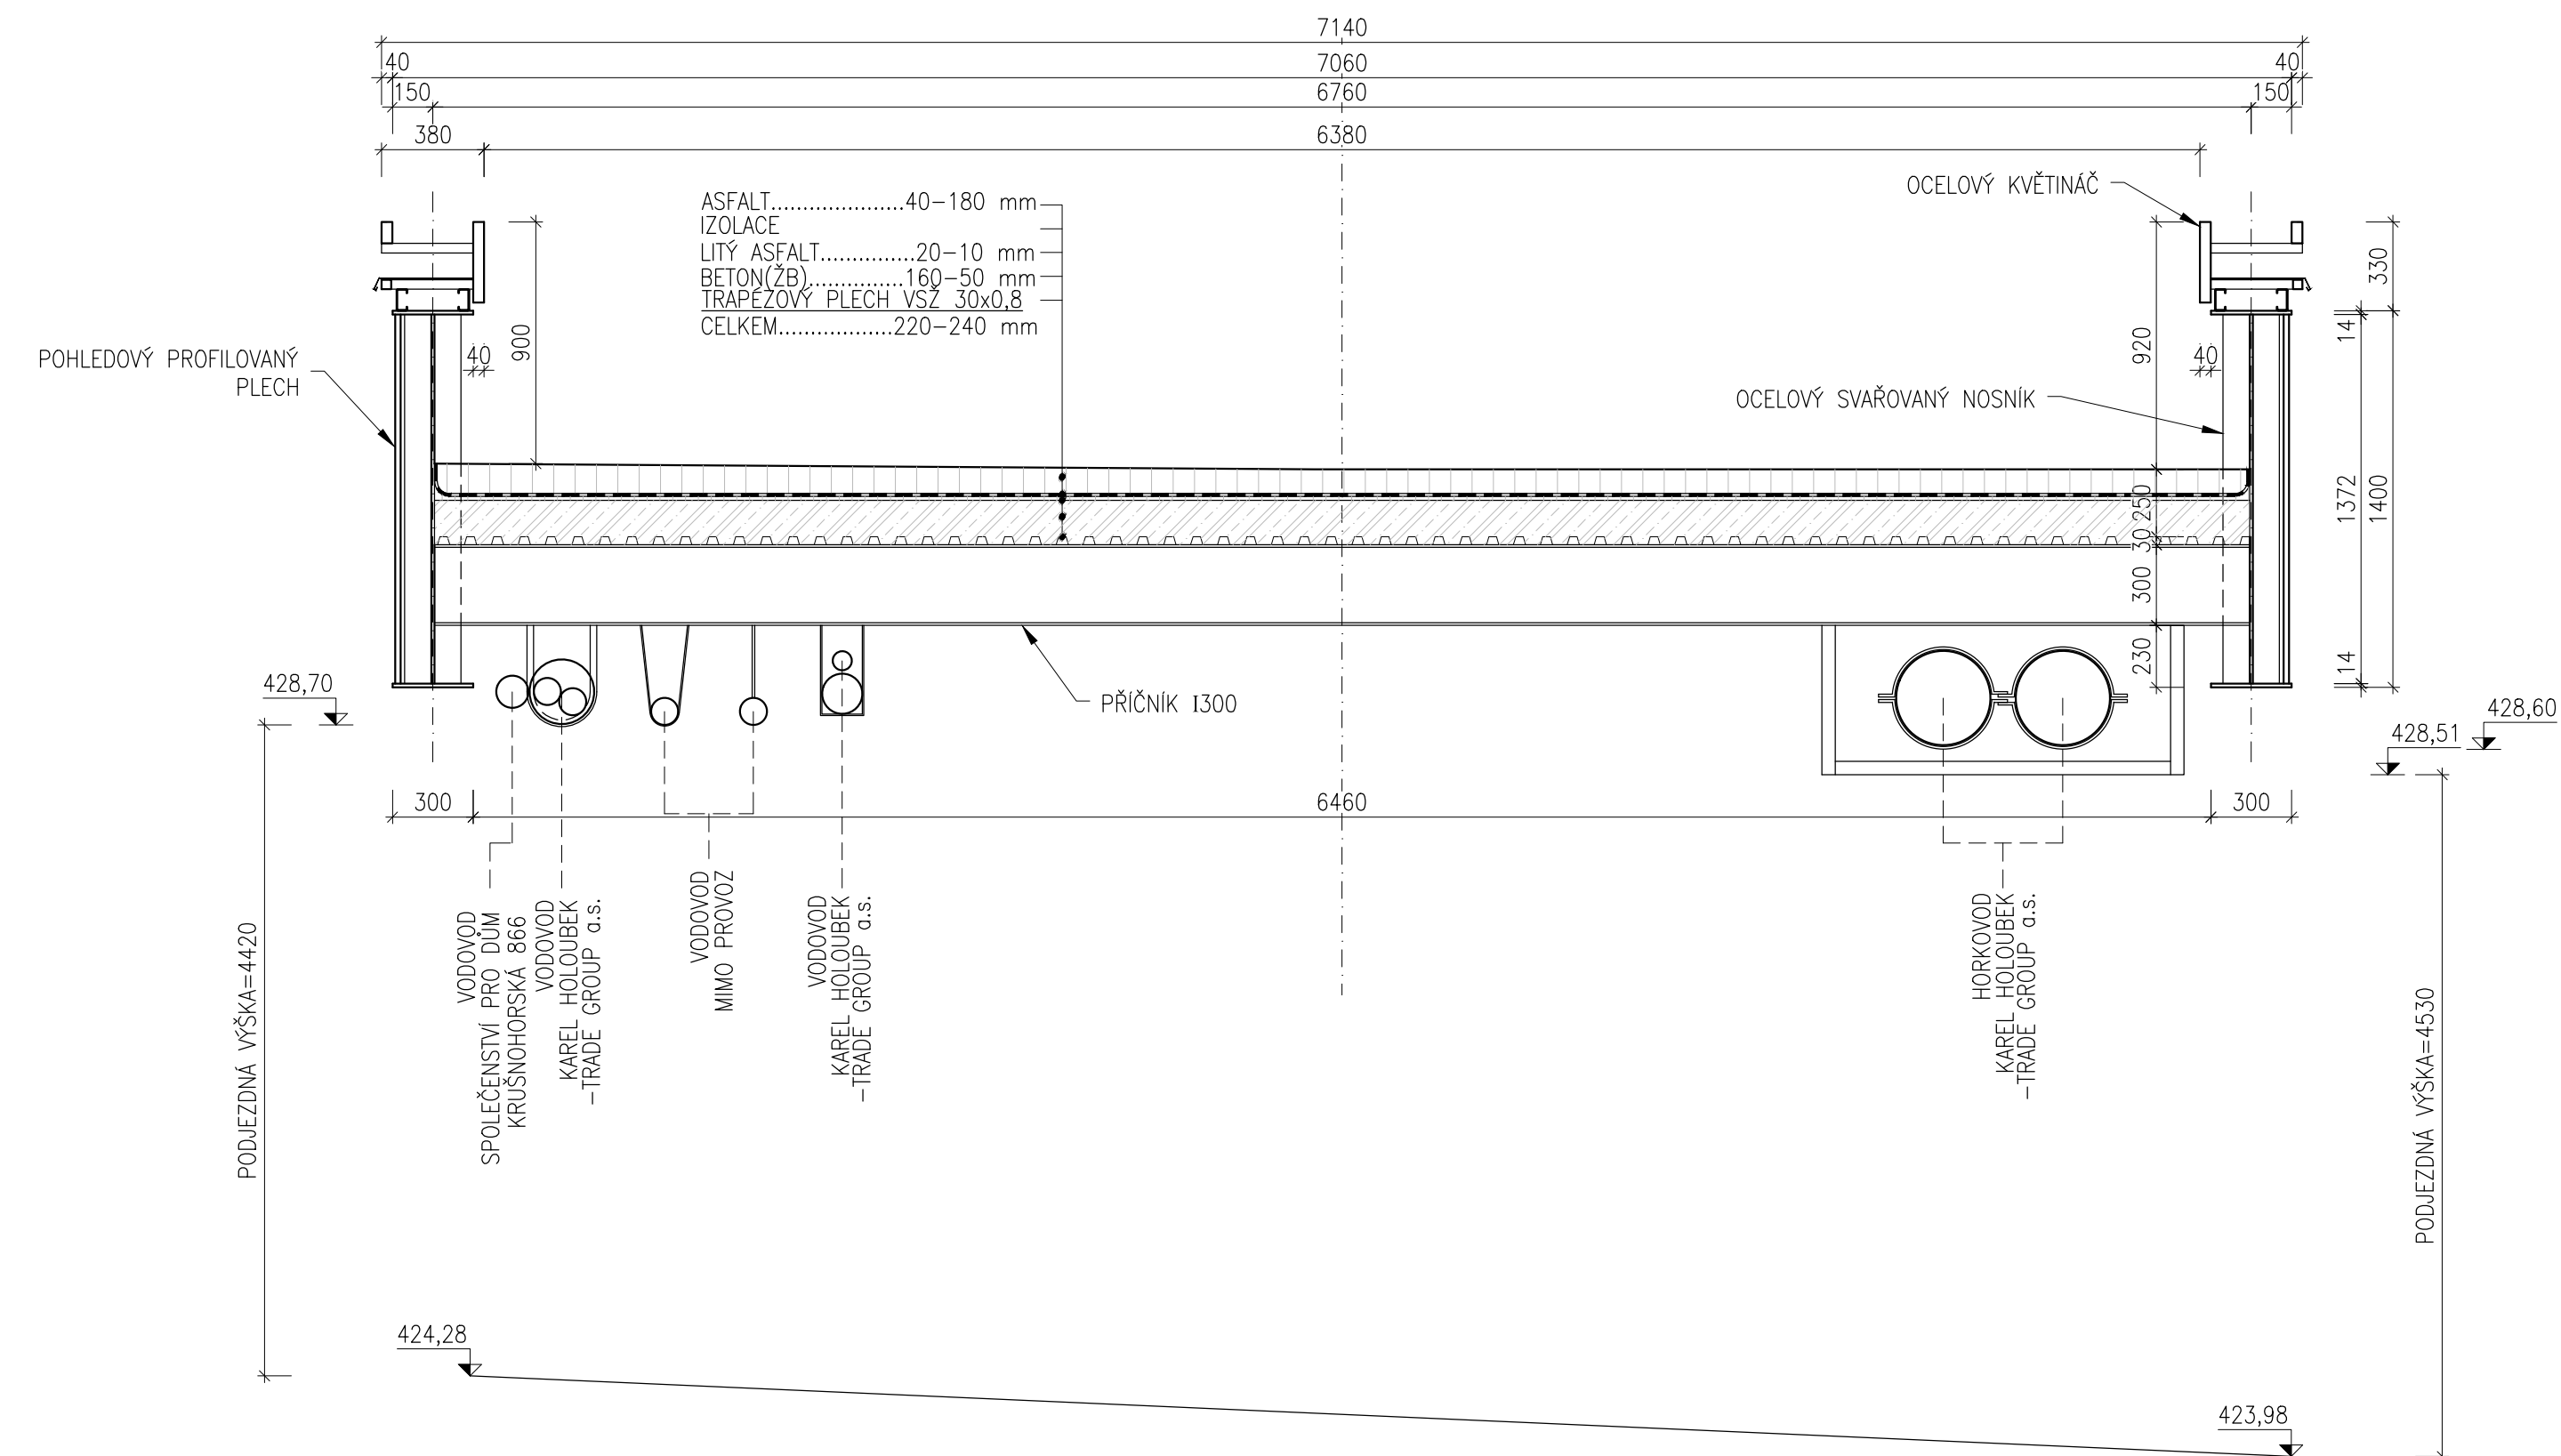 7140
40
7060
40
150
6760
150
380
6380
ASFALT.....................40-180 mm
IZOLACE
LITÝ ASFALT...............20-10 mm
BETON(ŽB)...............160-50 mm
TRAPÉZOVÝ PLECH VSŽ 30x0,8
CELKEM..................220-240 mm
OCELOVÝ KVĚTINÁČ
POHLEDOVÝ PROFILOVANÝ
PLECH
40
900
920
40
330
14
OCELOVÝ SVAŘOVANÝ NOSNÍK
250
30
300
230
1372
1400
14
428,70
PŘÍČNÍK I300
428,60
428,51
300
6460
300
PODJEZDNÁ VÝŠKA=4420
VODOVOD
SPOLEČENSTVÍ PRO DŮM
KRUŠNOHORSKÁ 866
VODOVOD
KAREL HOLOUBEK
-TRADE GROUP a.s.
VODOVOD
MIMO PROVOZ
VODOVOD
KAREL HOLOUBEK
-TRADE GROUP a.s.
HORKOVOD
KAREL HOLOUBEK
-TRADE GROUP a.s.
PODJEZDNÁ VÝŠKA=4530
424,28
423,98